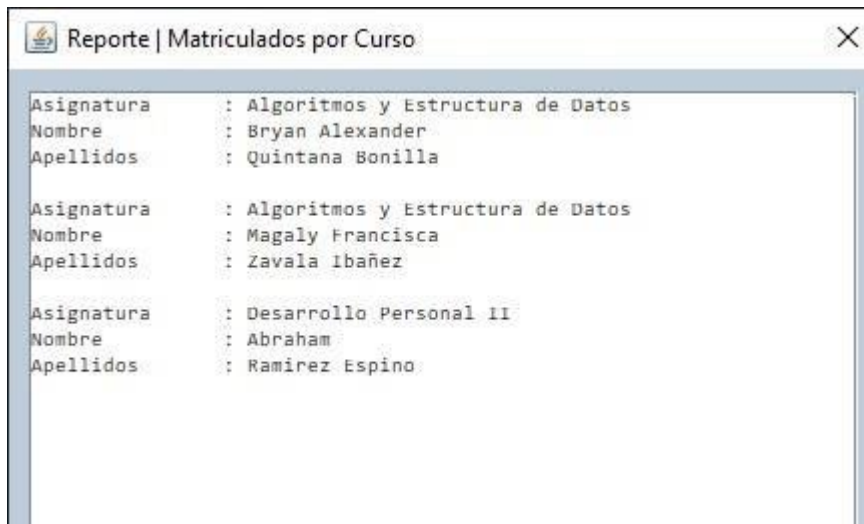 Reporte | Matriculados por Curso
Asignatura : Algoritmos y Estructura de Datos
Nombre : Bryan Alexander
Apellidos : Quintana Bonilla
Asignatura : Algoritmos y Estructura de Datos
Nombre : Magaly Francisca
Apellidos : Zavala Ibañez
Asignatura : Desarrollo Personal II
Nombre : Abraham
Apellidos : Ramirez Espino